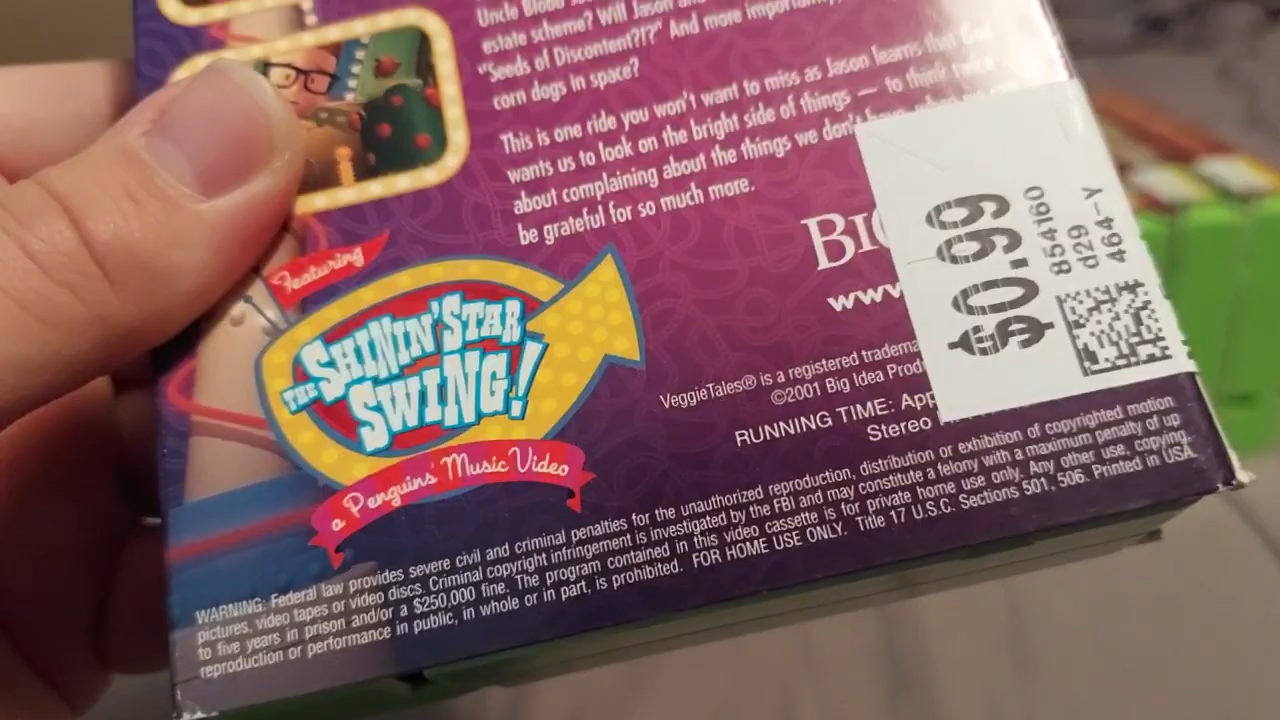 Uncle Blobb
estate scheme? Will Jason and
"Seeds of Discontent?!?" And more importantly,
corn dogs in space?
This is one ride you won't want to miss as Jason learns that God
wants us to look on the bright side of things — to think twice
about complaining about the things we don't
be grateful for so much more.
Featuring
THE SHININ' STAR
SWING!
a Penguins' Music Video
BIG
www
$0.99
854160
d29
464-Y
VeggieTales® is a registered tradema
©2001 Big Idea Prod
RUNNING TIME: App
Stereo
WARNING: Federal law provides severe civil and criminal penalties for the unauthorized reproduction, distribution or exhibition of copyrighted motion
pictures, video tapes or video discs. Criminal copyright infringement is investigated by the FBI and may constitute a felony with a maximum penalty of up
to five years in prison and/or a $250,000 fine. The program contained in this video cassette is for private home use only. Any other use, copying,
reproduction or performance in public, in whole or in part, is prohibited. FOR HOME USE ONLY. Title 17 U.S.C. Sections 501, 506. Printed in USA.